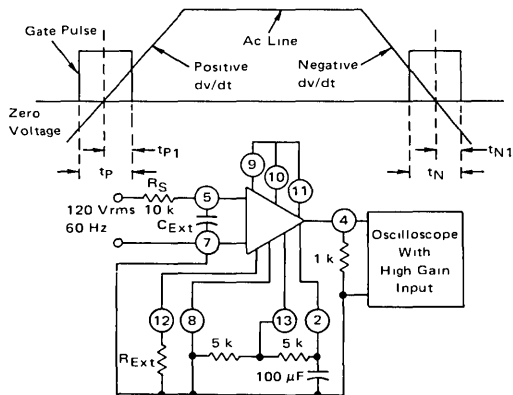 Gate Pulse
Ac Line
Positive
dv/dt
Negative
dv/dt
Zero
Voltage
tP1
tP
tN
tN1
9
10
11
RS
10 k
5
120 Vrms
60 Hz
CExt
7
4
1 k
Oscilloscope
With
High Gain
Input
12
8
13
2
RExt
5 k
5 k
100 µF